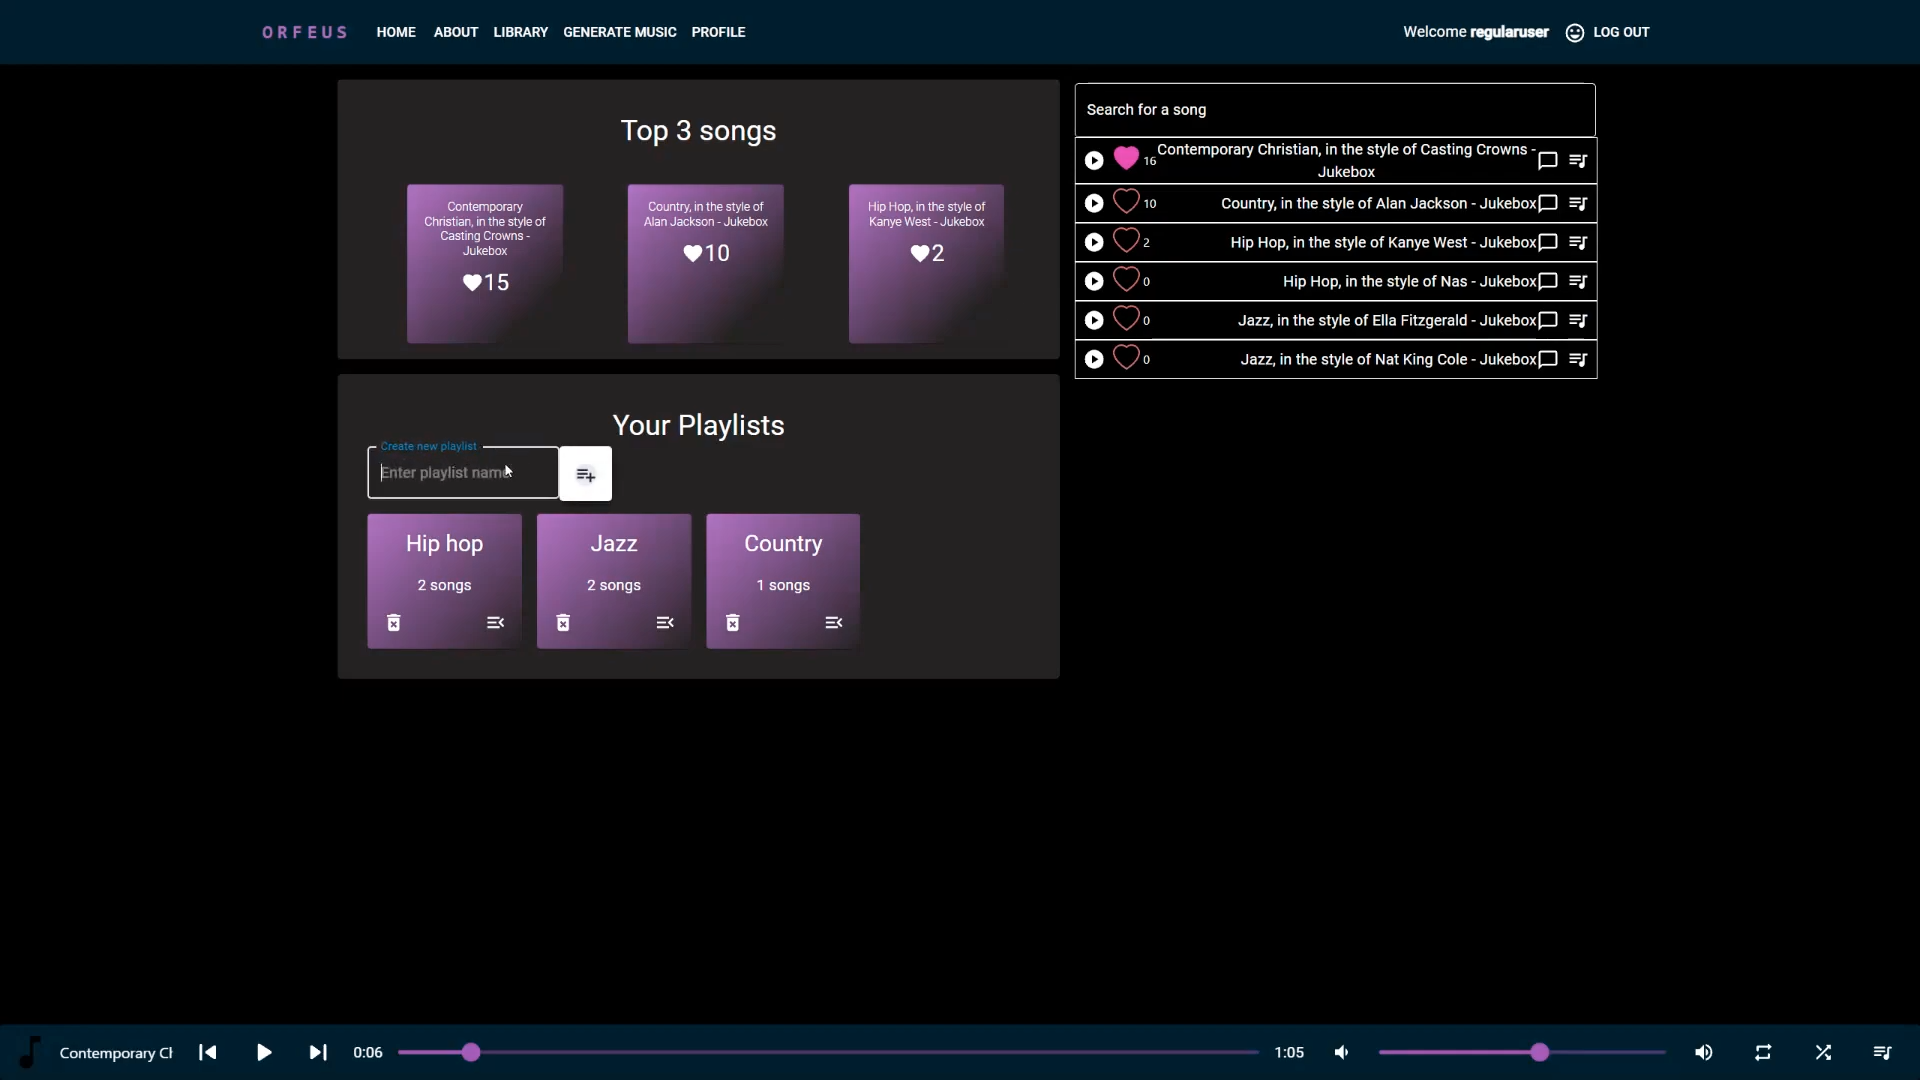 ORFEUS HOME ABOUT LIBRARY GENERATE MUSIC PROFILE
Welcome regularuser LOG OUT
Top 3 songs
Contemporary
Christian, in the style of
Casting Crowns -
Jukebox
15
Country, in the style of
Alan Jackson - Jukebox
10
Hip Hop, in the style of
Kanye West - Jukebox
2
Your Playlists
Create new playlist
Enter playlist name
Hip hop
2 songs
Jazz
2 songs
Country
1 songs
Search for a song
16 Contemporary Christian, in the style of Casting Crowns -
Jukebox
10 Country, in the style of Alan Jackson - Jukebox
2 Hip Hop, in the style of Kanye West - Jukebox
0 Hip Hop, in the style of Nas - Jukebox
0 Jazz, in the style of Ella Fitzgerald - Jukebox
0 Jazz, in the style of Nat King Cole - Jukebox
Contemporary Cl 0:06 1:05